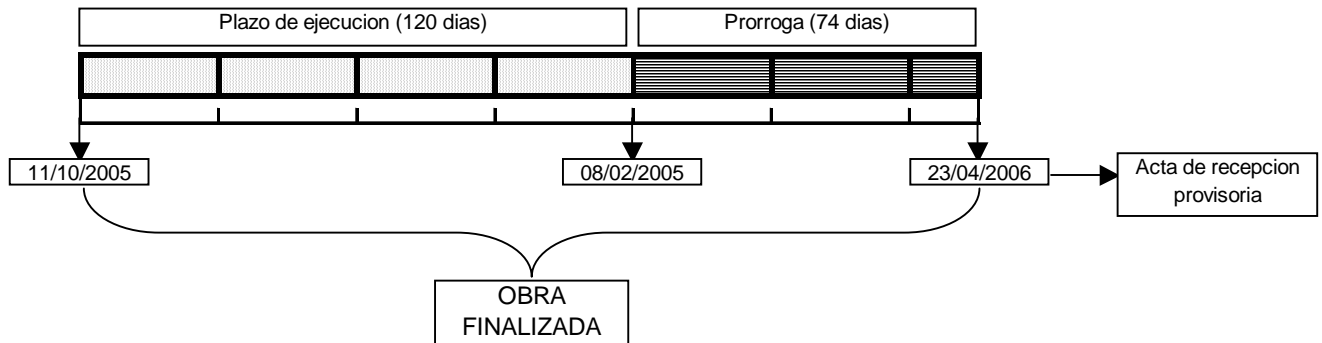 Plazo de ejecucion (120 dias)
Prorroga (74 dias)
11/10/2005
08/02/2005
23/04/2006
Acta de recepcion
provisoria
OBRA
FINALIZADA